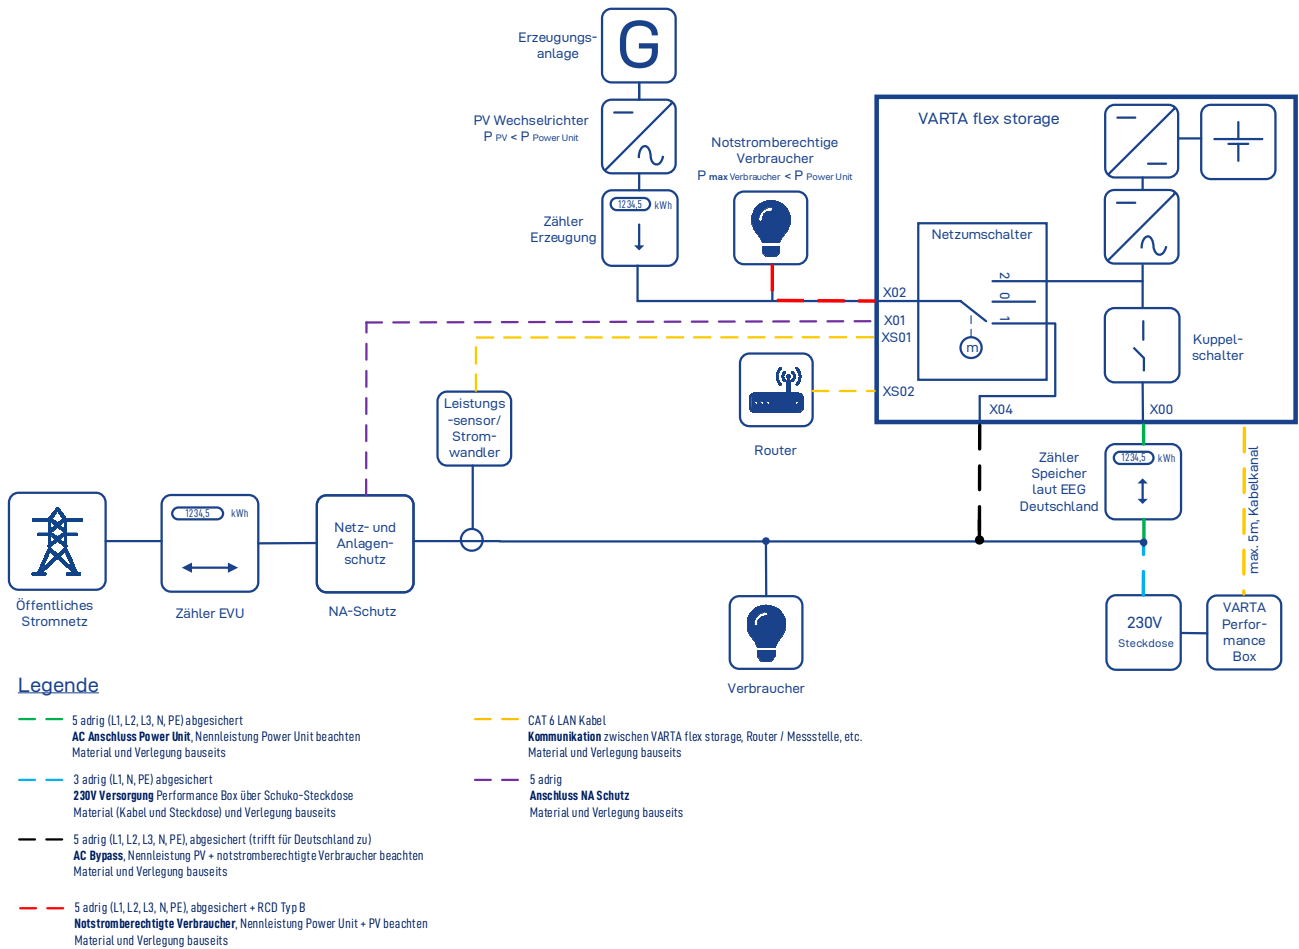 Erzeugungs-
anlage
G
PV Wechselrichter
P PV < P Power Unit
Notstromberechtige
Verbraucher
P max Verbraucher < P Power Unit
VARTA flex storage
Zähler
Erzeugung
1234,5 kWh
Netzumschalter
2
0
1
m
X02
X01
XS01
XS02
X04
X00
Kuppel-
schalter
Leistungs
-sensor/
Strom-
wandler
Router
Zähler
Speicher
laut EEG
Deutschland
1234,5 kWh
max. 5m, Kabelkanal
1234,5 kWh
Netz- und
Anlagen-
schutz
Öffentliches
Stromnetz
Zähler EVU
NA-Schutz
Verbraucher
230V
Steckdose
VARTA
Perfor-
mance
Box
Legende
5 adrig (L1, L2, L3, N, PE) abgesichert
AC Anschluss Power Unit, Nennleistung Power Unit beachten
Material und Verlegung bauseits
3 adrig (L1, N, PE) abgesichert
230V Versorgung Performance Box über Schuko-Steckdose
Material (Kabel und Steckdose) und Verlegung bauseits
5 adrig (L1, L2, L3, N, PE), abgesichert (trifft für Deutschland zu)
AC Bypass, Nennleistung PV + notstromberechtigte Verbraucher beachten
Material und Verlegung bauseits
5 adrig (L1, L2, L3, N, PE), abgesichert + RCD Typ B
Notstromberechtigte Verbraucher, Nennleistung Power Unit + PV beachten
Material und Verlegung bauseits
CAT 6 LAN Kabel
Kommunikation zwischen VARTA flex storage, Router / Messstelle, etc.
Material und Verlegung bauseits
5 adrig
Anschluss NA Schutz
Material und Verlegung bauseits